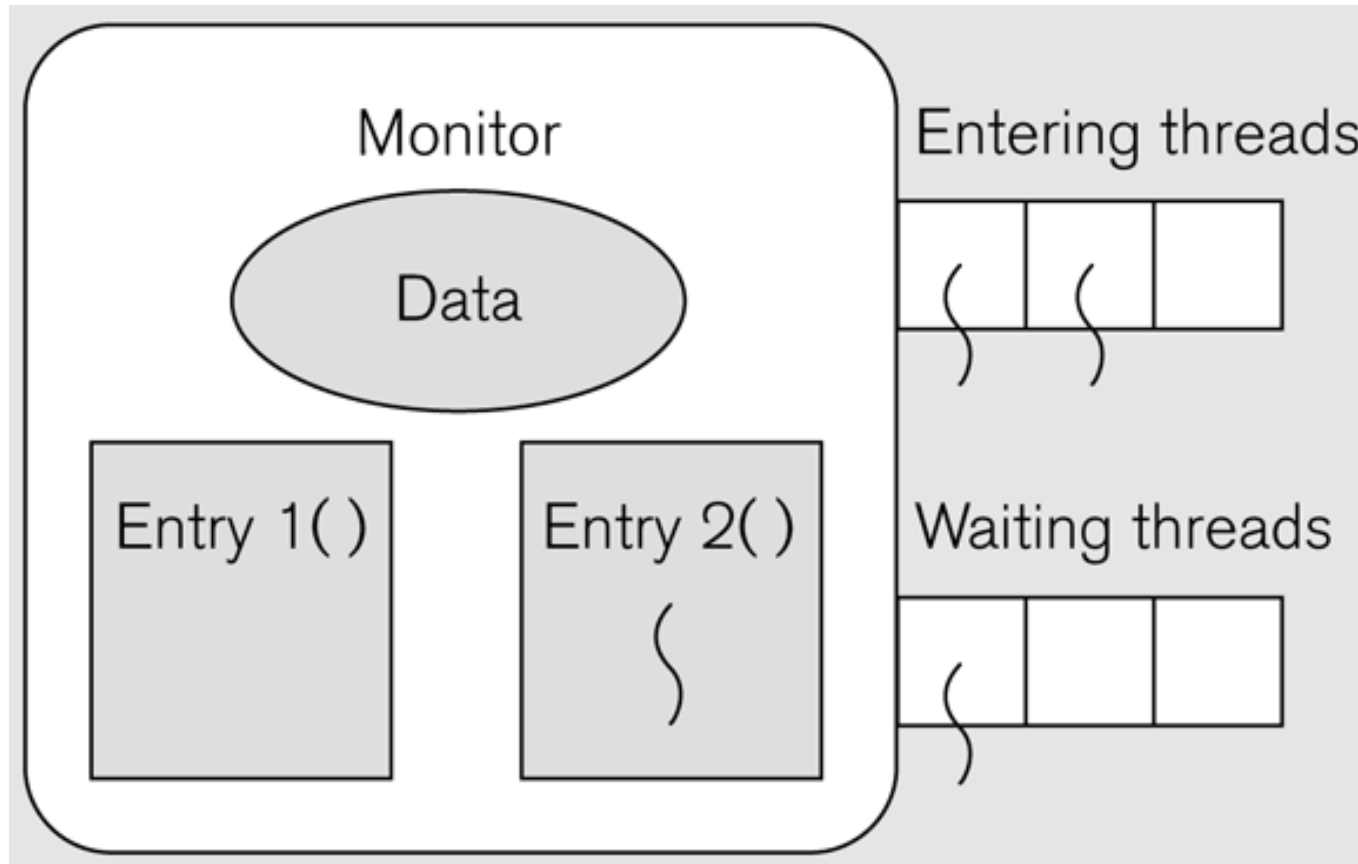 Monitor
Entering threads
Data
Entry 1( )
Entry 2( )
Waiting threads